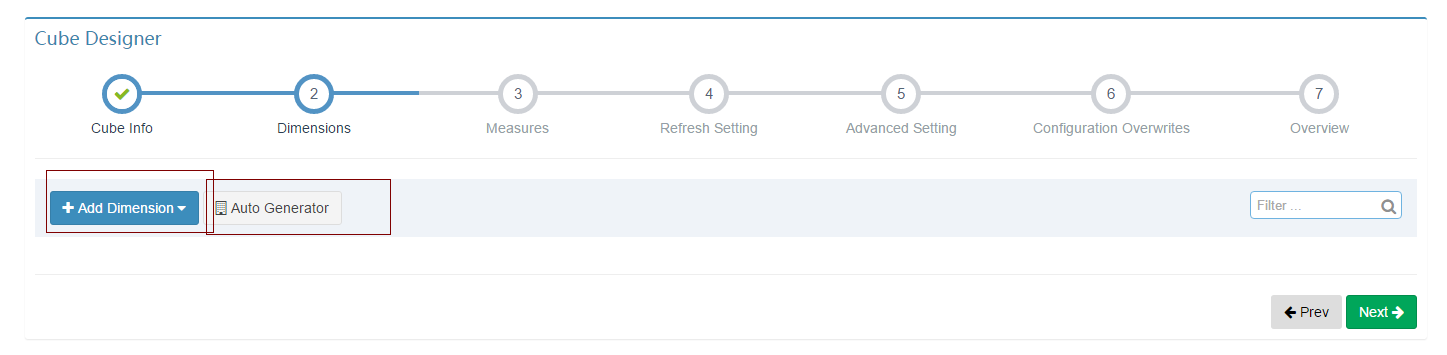 Cube Designer
2 3 4 5 6 7
Cube Info Dimensions Measures Refresh Setting Advanced Setting Configuration Overwrites Overview
Add Dimension Auto Generator Filter ...
Prev Next